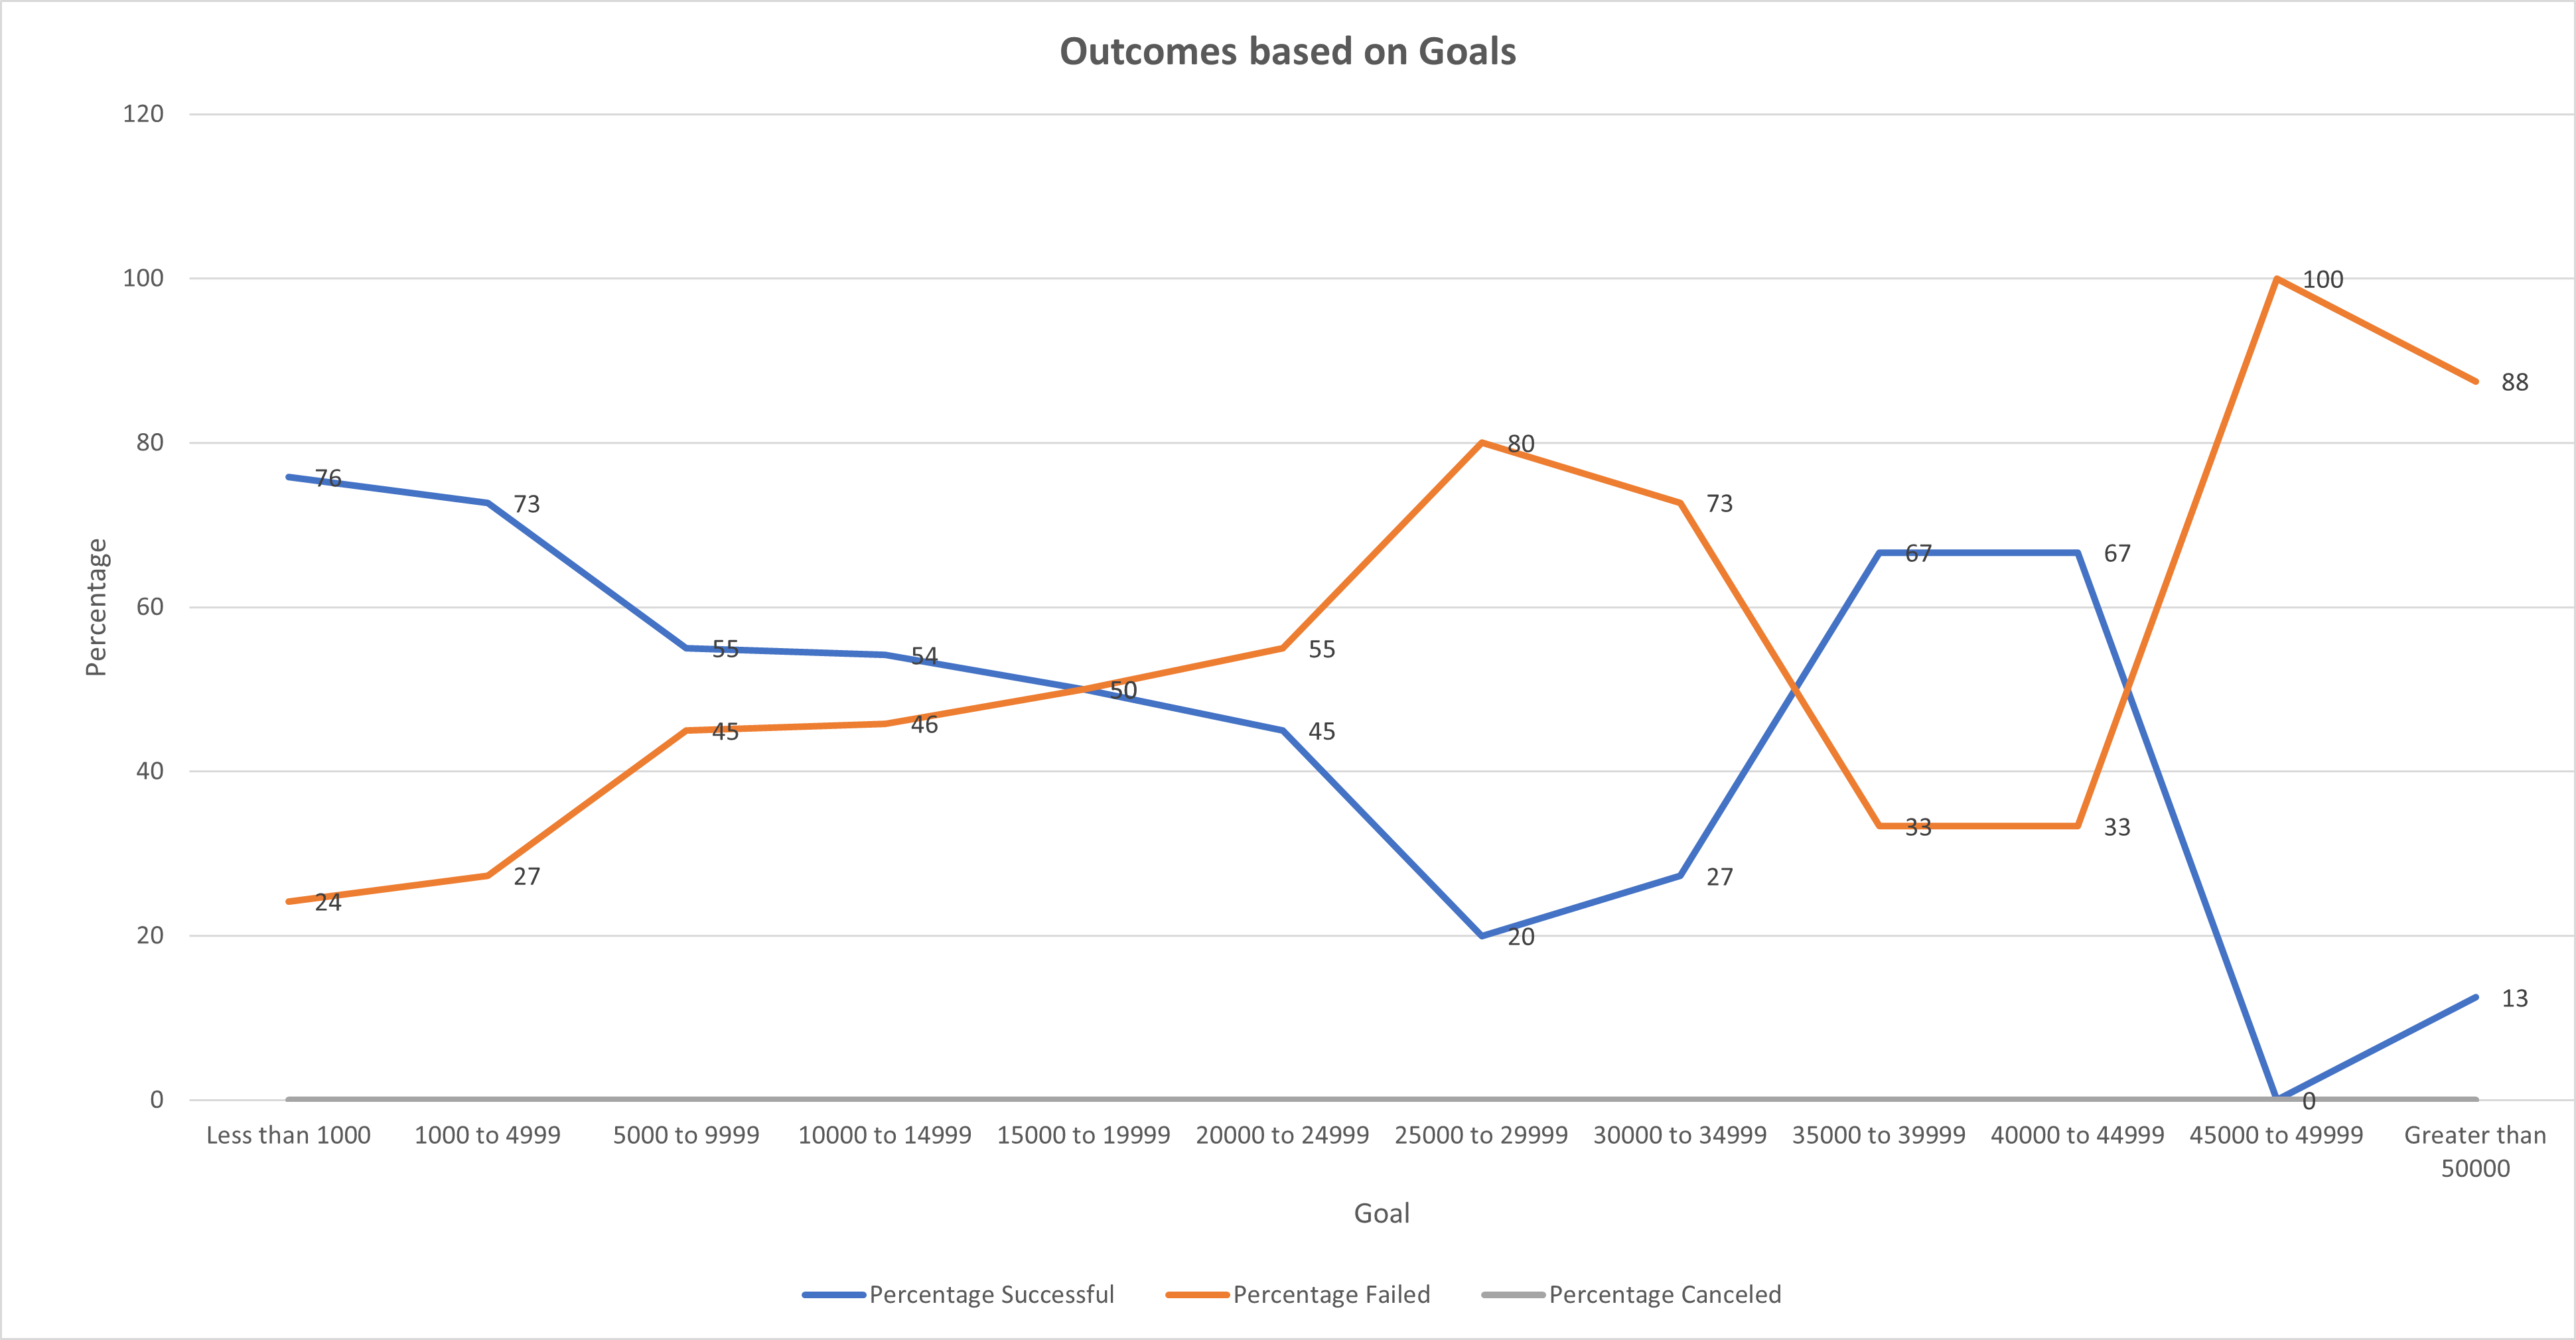 Outcomes based on Goals
120
100
80
60
40
20
0
Percentage
76
73
55
54
50
45
20
27
67
67
0
13
24
27
45
46
55
80
73
33
33
100
88
Less than 1000
1000 to 4999
5000 to 9999
10000 to 14999
15000 to 19999
20000 to 24999
25000 to 29999
30000 to 34999
35000 to 39999
40000 to 44999
45000 to 49999
Greater than
50000
Goal
Percentage Successful
Percentage Failed
Percentage Canceled